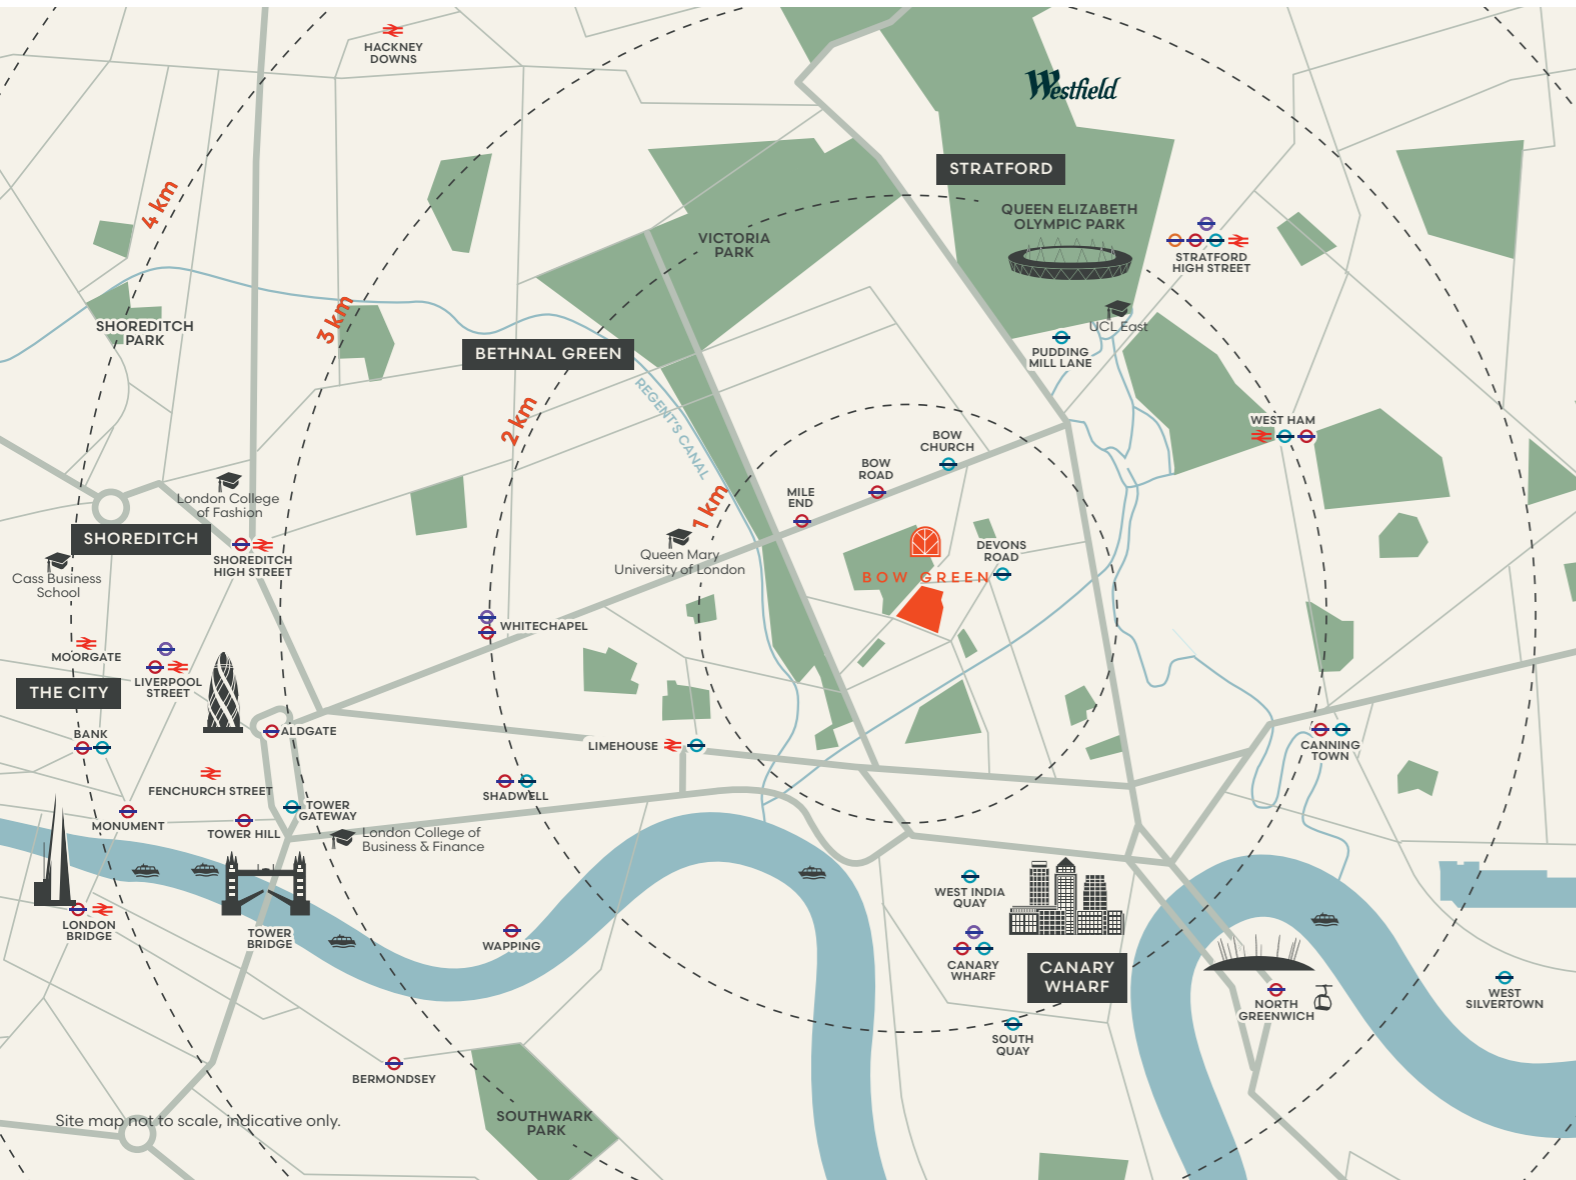 HACKNEY
DOWNS
Westfield
STRATFORD
4 km
QUEEN ELIZABETH
OLYMPIC PARK
VICTORIA
PARK
STRATFORD
HIGH STREET
SHOREDITCH
PARK
3 km
UCL East
BETHNAL GREEN
PUDDING
MILL LANE
REGENT'S CANAL
2 km
WEST HAM
BOW
CHURCH
BOW
ROAD
MILE
END
1 km
London College
of Fashion
SHOREDITCH
SHOREDITCH
HIGH STREET
Queen Mary
University of London
DEVONS
ROAD
BOW GREEN
Cass Business
School
WHITECHAPEL
MOORGATE
LIVERPOOL
STREET
THE CITY
BANK
ALDGATE
LIMEHOUSE
CANNING
TOWN
FENCHURCH STREET
SHADWELL
TOWER
GATEWAY
MONUMENT
TOWER HILL
London College of
Business & Finance
WEST INDIA
QUAY
LONDON
BRIDGE
TOWER
BRIDGE
WAPPING
CANARY
WHARF
CANARY
WHARF
NORTH
GREENWICH
WEST
SILVERTOWN
SOUTH
QUAY
BERMONDSEY
SOUTHWARK
PARK
Site map not to scale, indicative only.